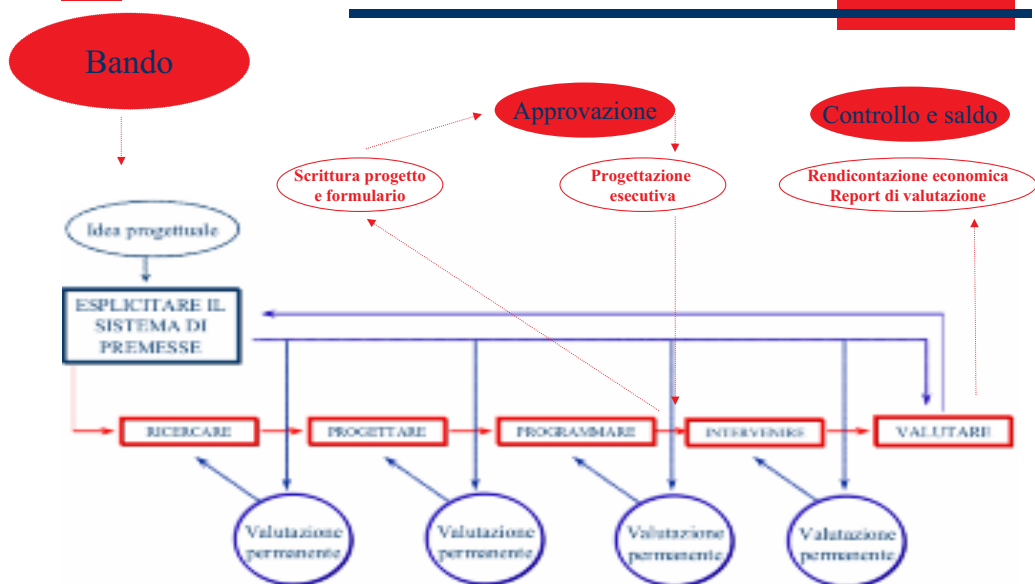 Bando
Approvazione
Controllo e saldo
Scrittura progetto
e formulario
Progettazione
esecutiva
Rendicontazione economica
Report di valutazione
Idea progettuale
ESPLICITARE IL
SISTEMA DI
PREMESSE
RICERCARE
PROGETTARE
PROGRAMMARE
INTERVENIRE
VALUTARE
Valutazione
permanente
Valutazione
permanente
Valutazione
permanente
Valutazione
permanente